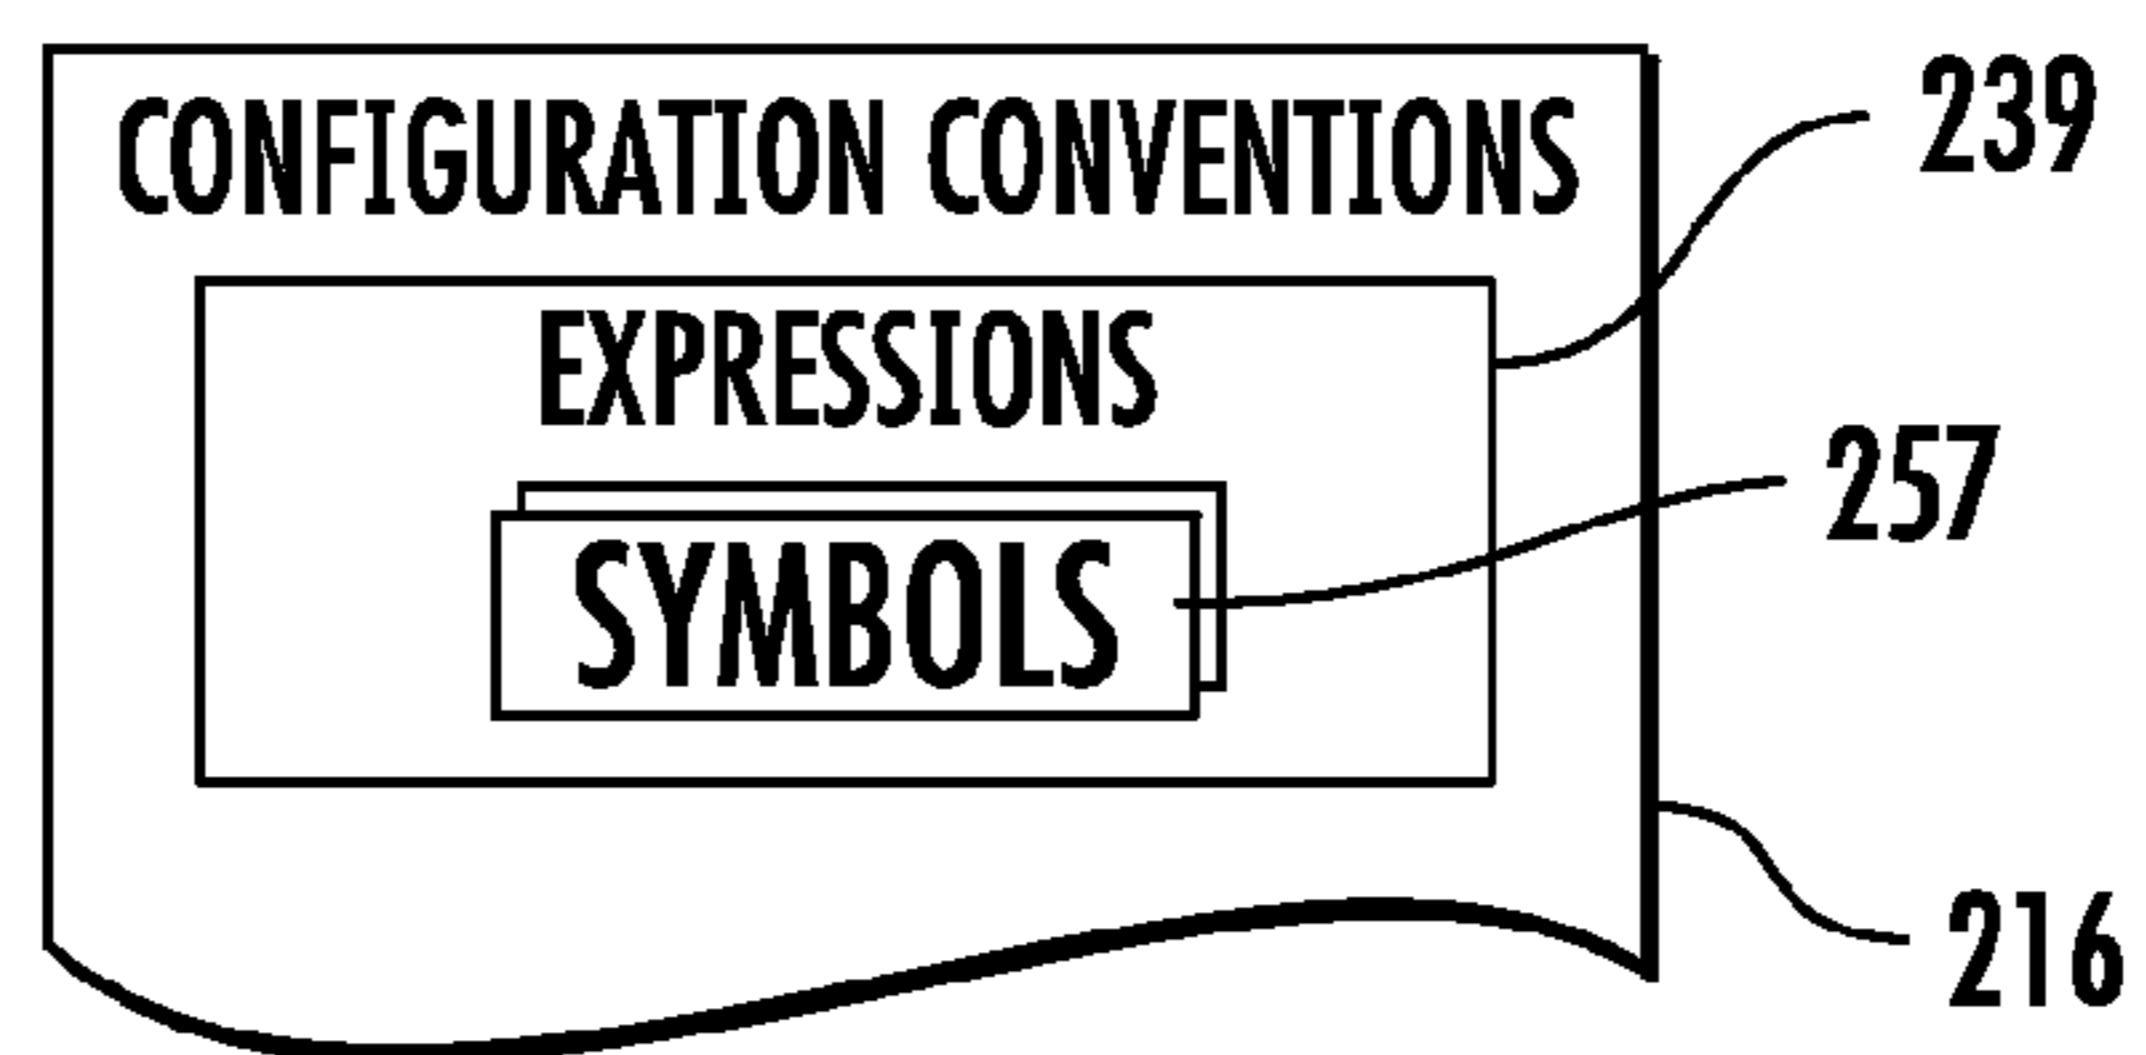 CONFIGURATION CONVENTIONS
239
EXPRESSIONS
257
SYMBOLS
216